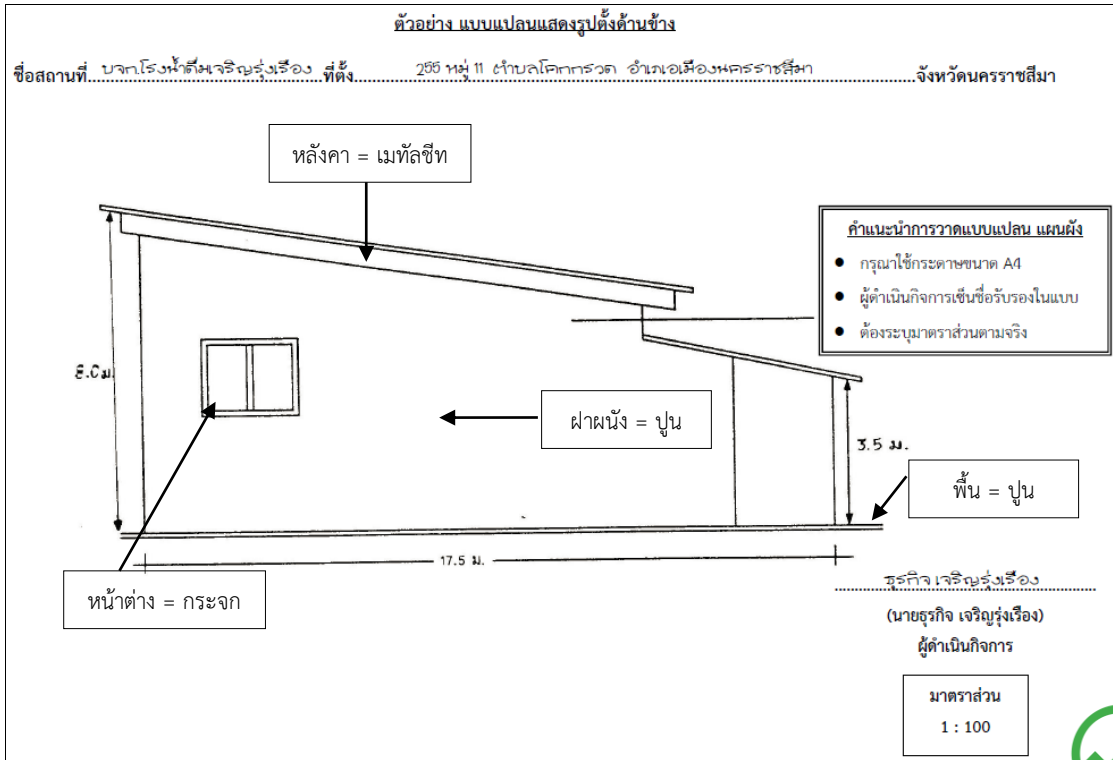 ตัวอย่าง แบบแปลนแสดงรูปตั้งด้านข้าง
ชื่อสถานที่ บจก.โรงน้ำดื่มเจริญรุ่งเรือง ที่ตั้ง 255 หมู่ 11 ตำบลโคกกรวด อำเภอเมืองนครราชสีมา จังหวัดนครราชสีมา
หลังคา = เมทัลชีท
คำแนะนำการวาดแบบแปลน แผนผัง
● กรุณาใช้กระดาษขนาด A4
● ผู้ดำเนินกิจการเซ็นชื่อรับรองในแบบ
● ต้องระบุมาตราส่วนตามจริง
8.0ม.
ฝาผนัง = ปูน
3.5 ม.
พื้น = ปูน
17.5 ม.
หน้าต่าง = กระจก
ธุรกิจ เจริญรุ่งเรือง
(นายธุรกิจ เจริญรุ่งเรือง)
ผู้ดำเนินกิจการ
มาตราส่วน
1 : 100